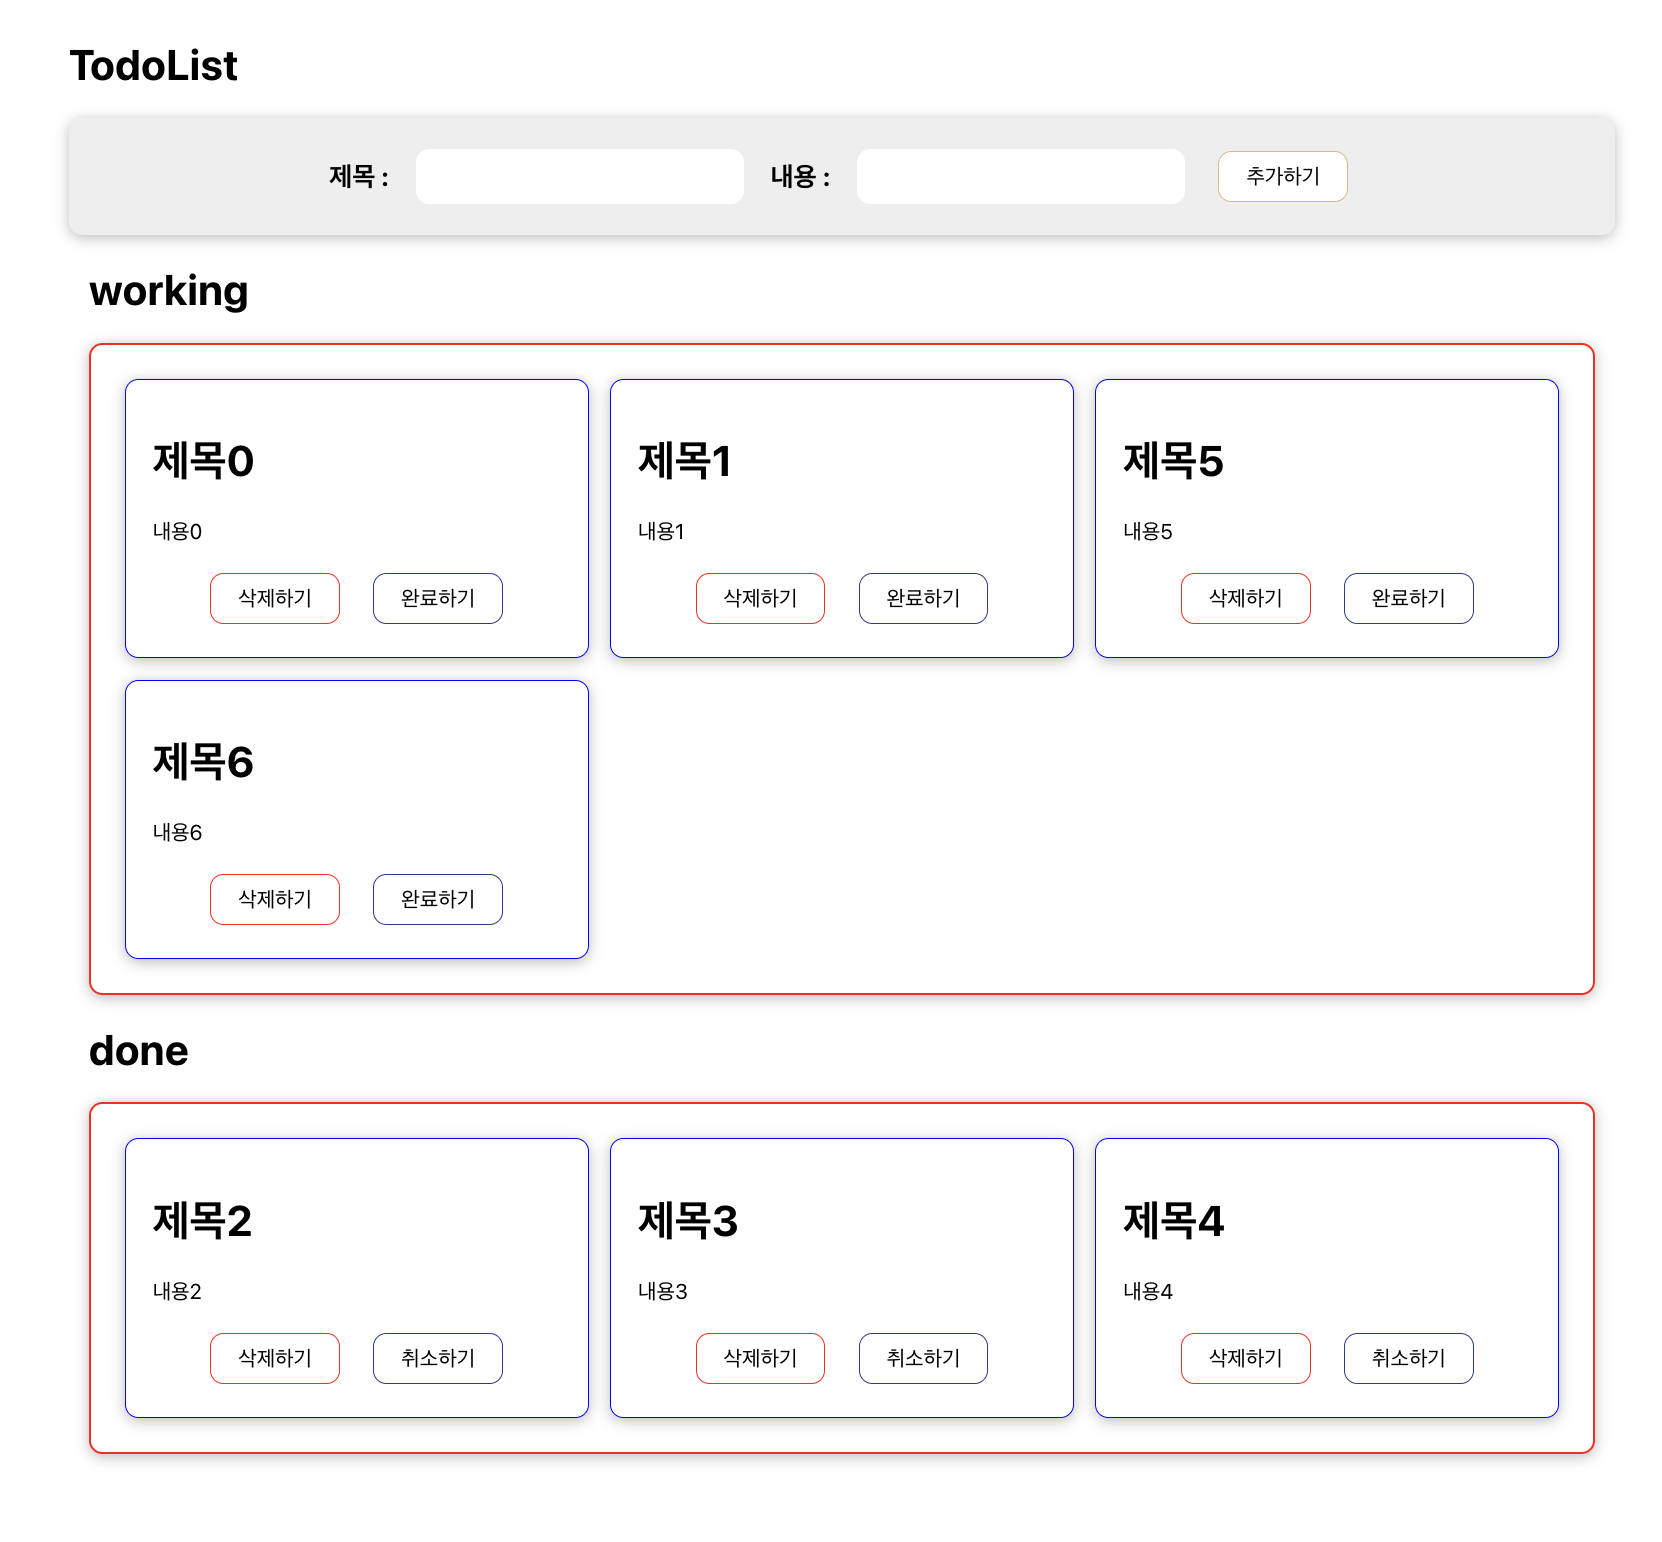 TodoList
제목 : 내용 : 추가하기
working
제목0 제목1 제목5
내용0 내용1 내용5
삭제하기 완료하기 삭제하기 완료하기 삭제하기 완료하기
제목6
내용6
삭제하기 완료하기
done
제목2 제목3 제목4
내용2 내용3 내용4
삭제하기 취소하기 삭제하기 취소하기 삭제하기 취소하기